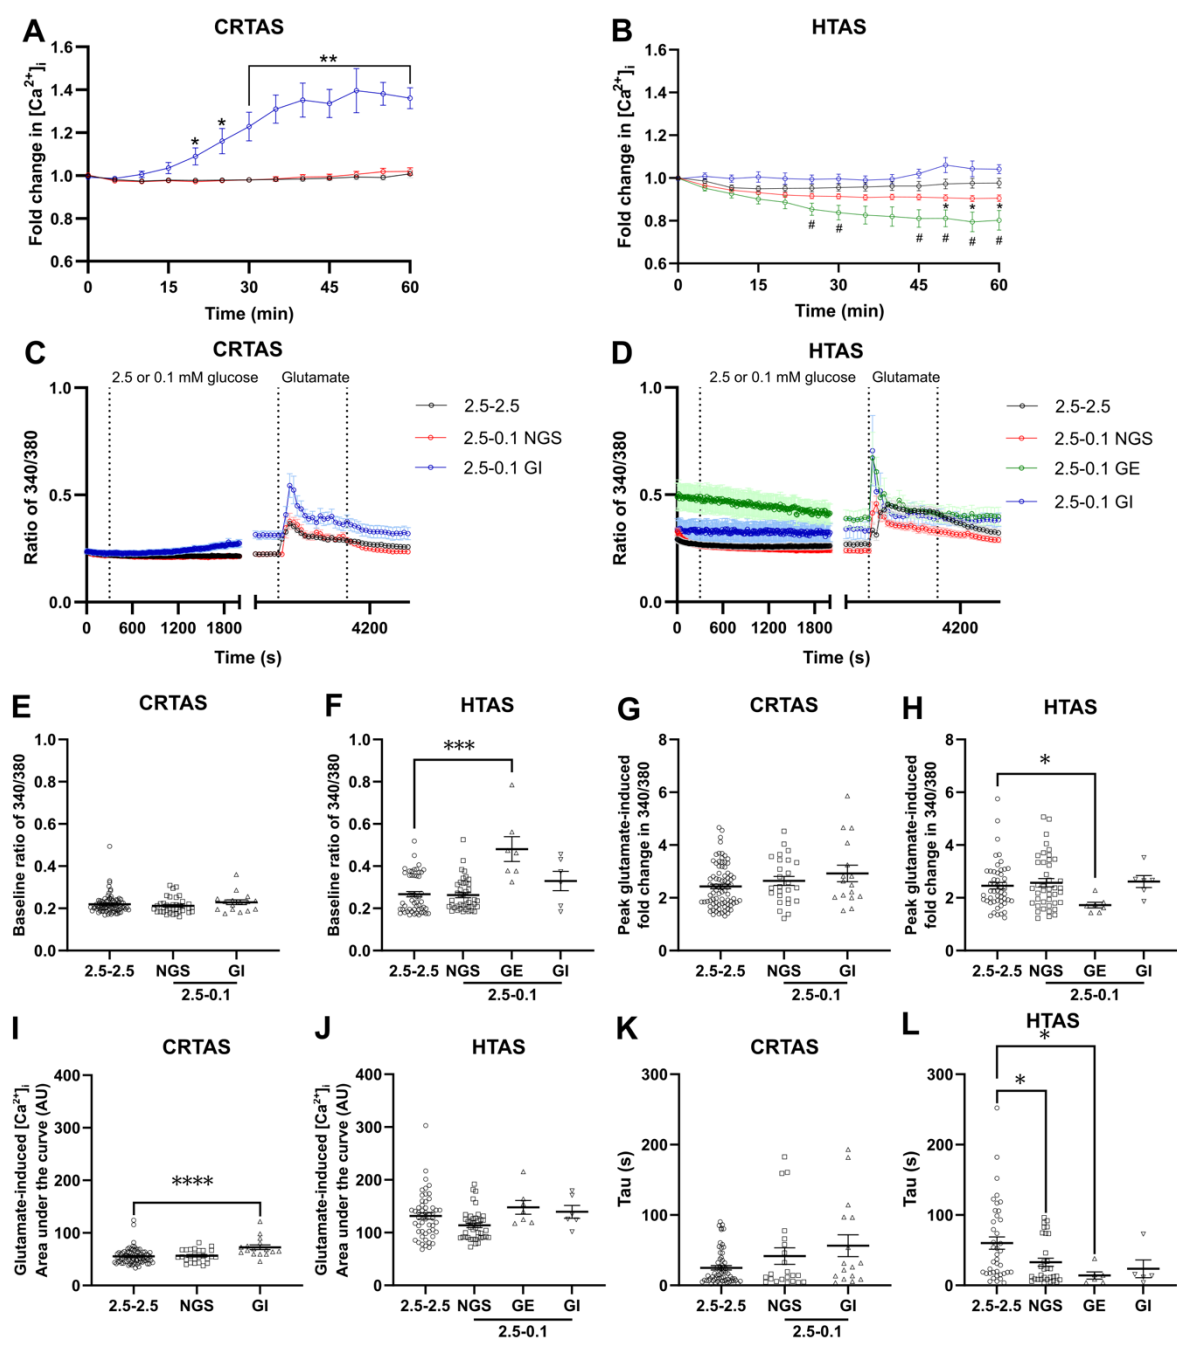 A
CRTAS
Fold change in [Ca²⁺]ᵢ
1.6
1.4
1.2
1.0
0.8
0.6
*
*
**
0
15
30
45
60
Time (min)
B
HTAS
Fold change in [Ca²⁺]ᵢ
1.6
1.4
1.2
1.0
0.8
0.6
* * *
# # # # # #
0
15
30
45
60
Time (min)
C
CRTAS
2.5 or 0.1 mM glucose
Glutamate
Ratio of 340/380
1.0
0.5
0.0
0
600
1200
1800
4200
Time (s)
2.5-2.5
2.5-0.1 NGS
2.5-0.1 GI
D
HTAS
2.5 or 0.1 mM glucose
Glutamate
Ratio of 340/380
1.0
0.5
0.0
0
600
1200
1800
4200
Time (s)
2.5-2.5
2.5-0.1 NGS
2.5-0.1 GE
2.5-0.1 GI
E
CRTAS
Baseline ratio of 340/380
1.0
0.8
0.6
0.4
0.2
0.0
2.5-2.5
NGS
GI
2.5-0.1
F
HTAS
Baseline ratio of 340/380
1.0
0.8
0.6
0.4
0.2
0.0
***
2.5-2.5
NGS
GE
GI
2.5-0.1
G
CRTAS
Peak glutamate-induced
fold change in 340/380
8
6
4
2
0
2.5-2.5
NGS
GI
2.5-0.1
H
HTAS
Peak glutamate-induced
fold change in 340/380
8
6
4
2
0
*
2.5-2.5
NGS
GE
GI
2.5-0.1
I
CRTAS
Glutamate-induced [Ca²⁺]ᵢ
Area under the curve (AU)
400
300
200
100
0
****
2.5-2.5
NGS
GI
J
HTAS
Glutamate-induced [Ca²⁺]ᵢ
Area under the curve (AU)
400
300
200
100
0
2.5-2.5
NGS
GE
GI
2.5-0.1
K
CRTAS
Tau (s)
300
200
100
0
2.5-2.5
NGS
GI
2.5-0.1
L
HTAS
Tau (s)
300
200
100
0
*
*
2.5-2.5
NGS
GE
GI
2.5-0.1